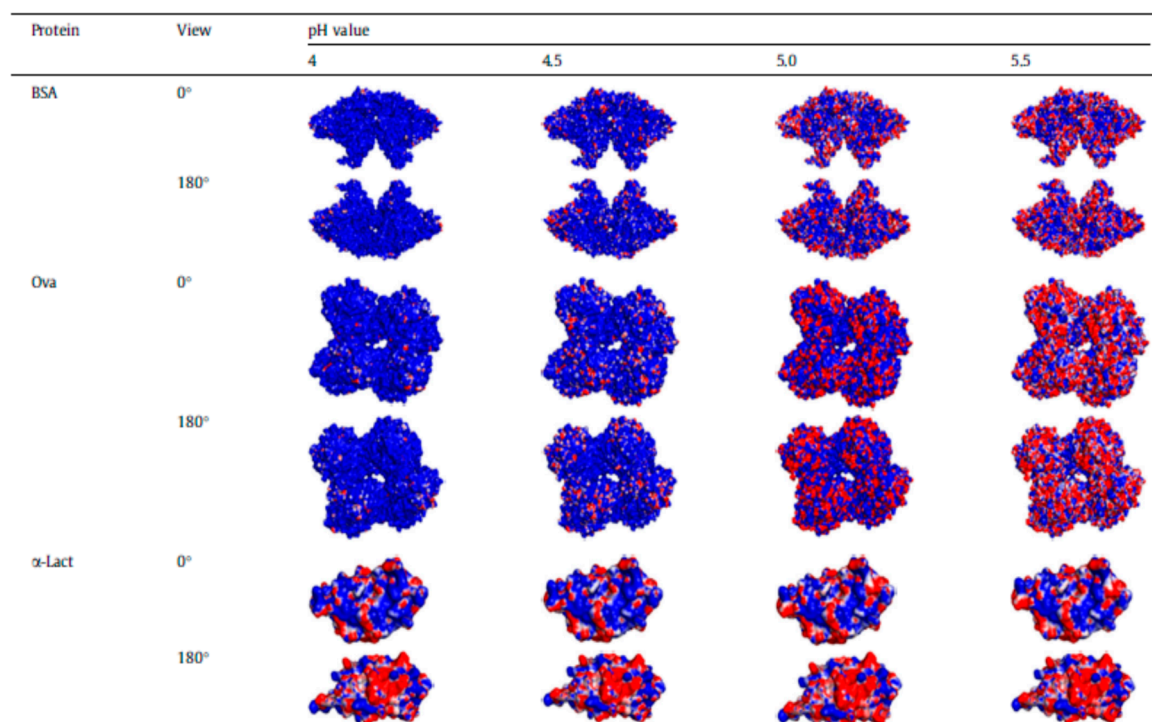 Protein View pH value
4 4.5 5.0 5.5
BSA 0°
180°
Ova 0°
180°
α-Lact 0°
180°